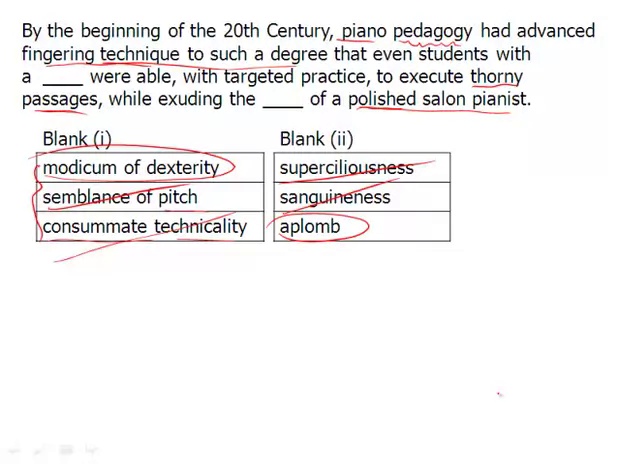 By the beginning of the 20th Century, piano pedagogy had advanced
fingering technique to such a degree that even students with
a ____ were able, with targeted practice, to execute thorny
passages, while exuding the ____ of a polished salon pianist.
Blank (i) Blank (ii)
modicum of dexterity superciliousness
semblance of pitch sanguineness
consummate technicality aplomb